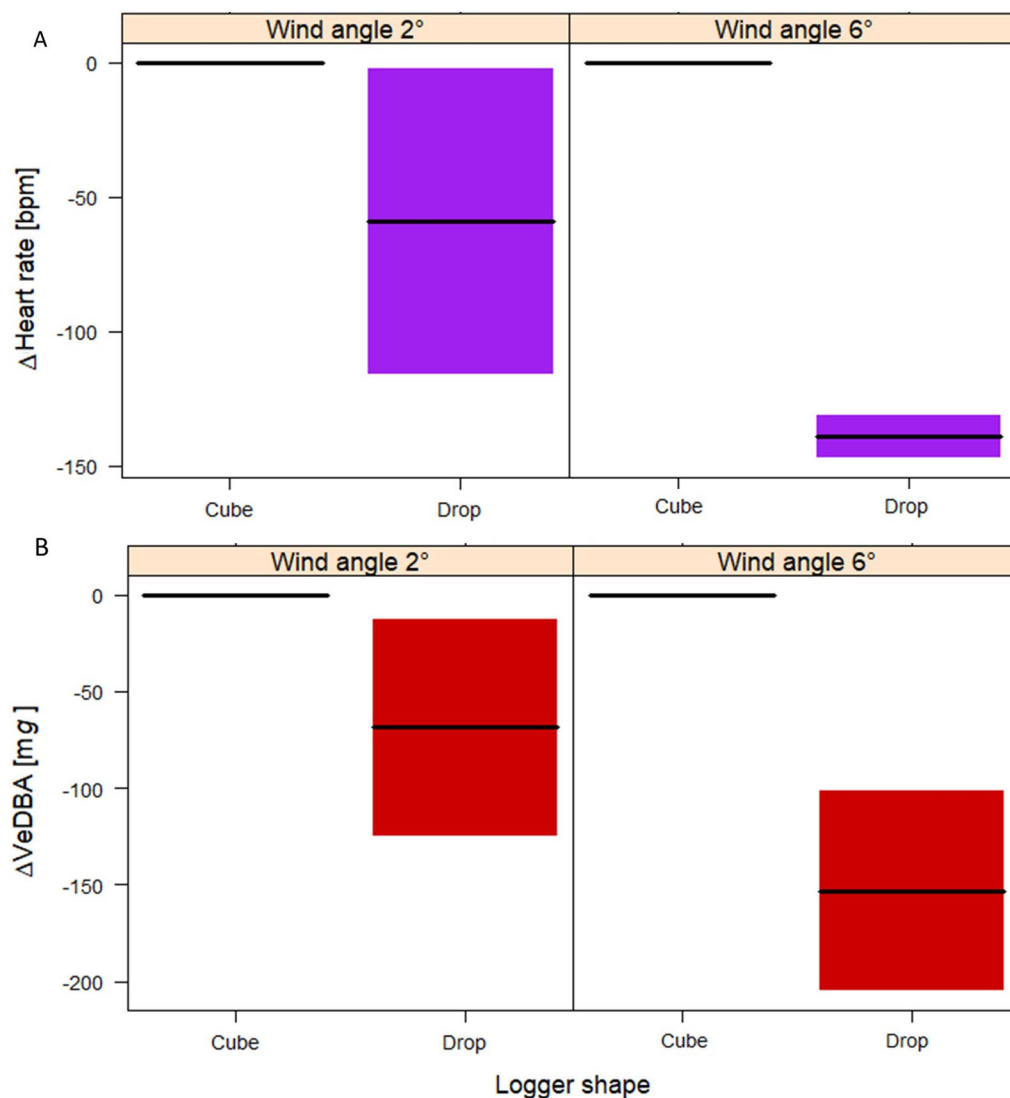 A
Wind angle 2° Wind angle 6°
ΔHeart rate [bpm]
0
-50
-100
-150
Cube Drop Cube Drop
B
Wind angle 2° Wind angle 6°
ΔVeDBA [mg]
0
-50
-100
-150
-200
Cube Drop Cube Drop
Logger shape